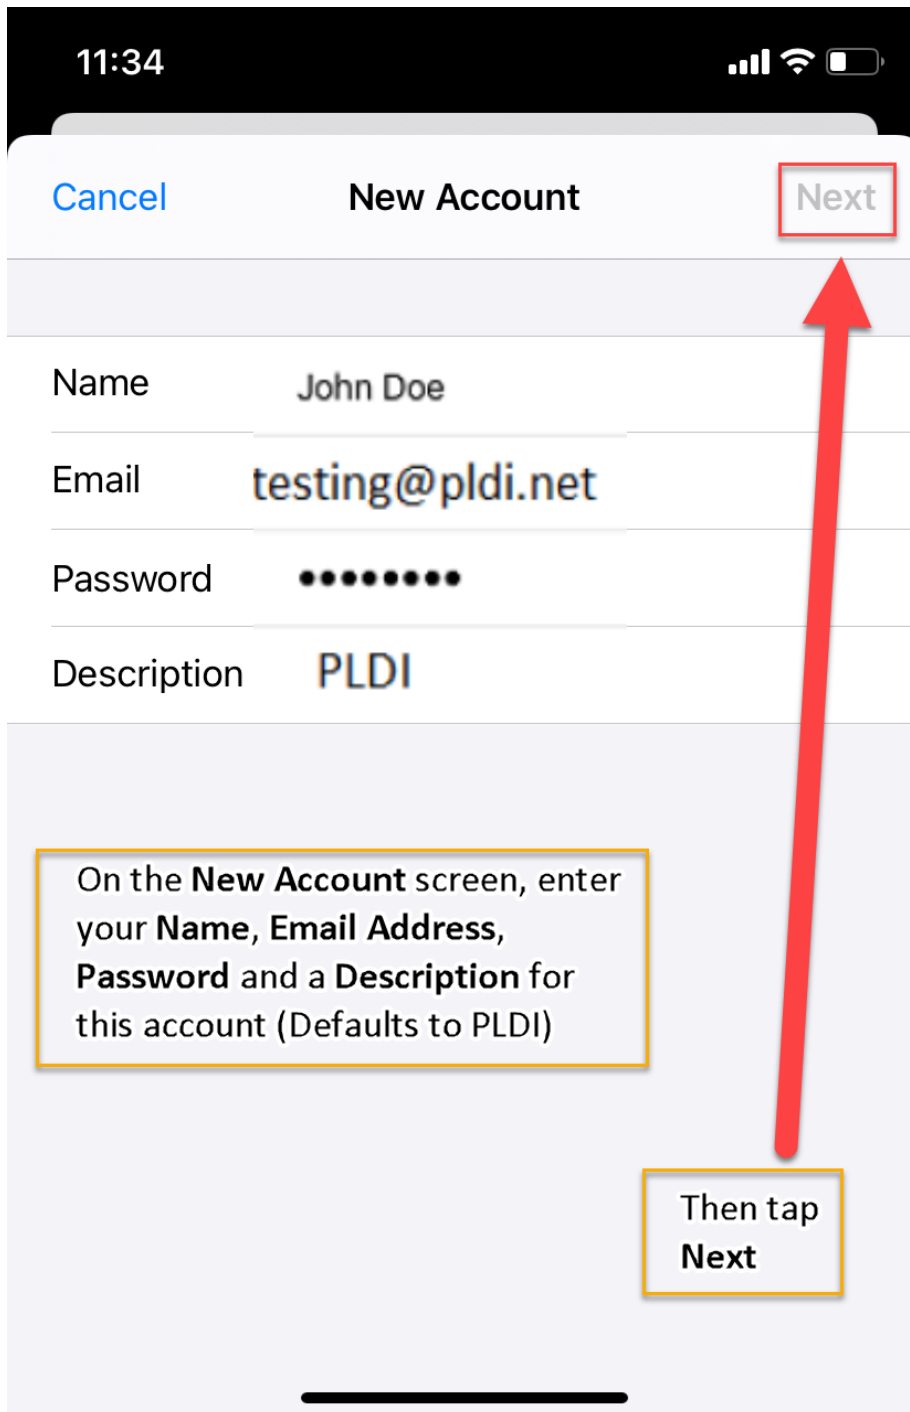 11:34
Cancel New Account Next
Name John Doe
Email testing@pldi.net
Password ••••••••
Description PLDI
On the New Account screen, enter
your Name, Email Address,
Password and a Description for
this account (Defaults to PLDI)
Then tap
Next